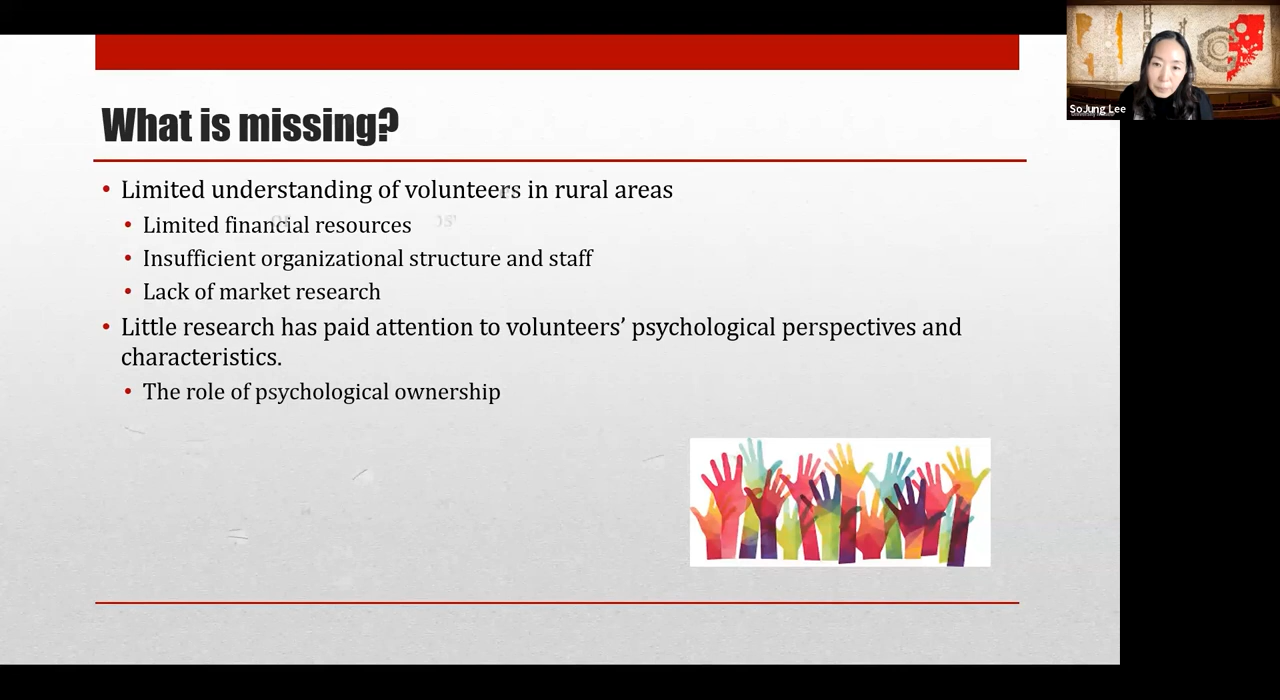 What is missing?
• Limited understanding of volunteers in rural areas
• Limited financial resources
• Insufficient organizational structure and staff
• Lack of market research
• Little research has paid attention to volunteers’ psychological perspectives and
characteristics.
• The role of psychological ownership
SoJung Lee